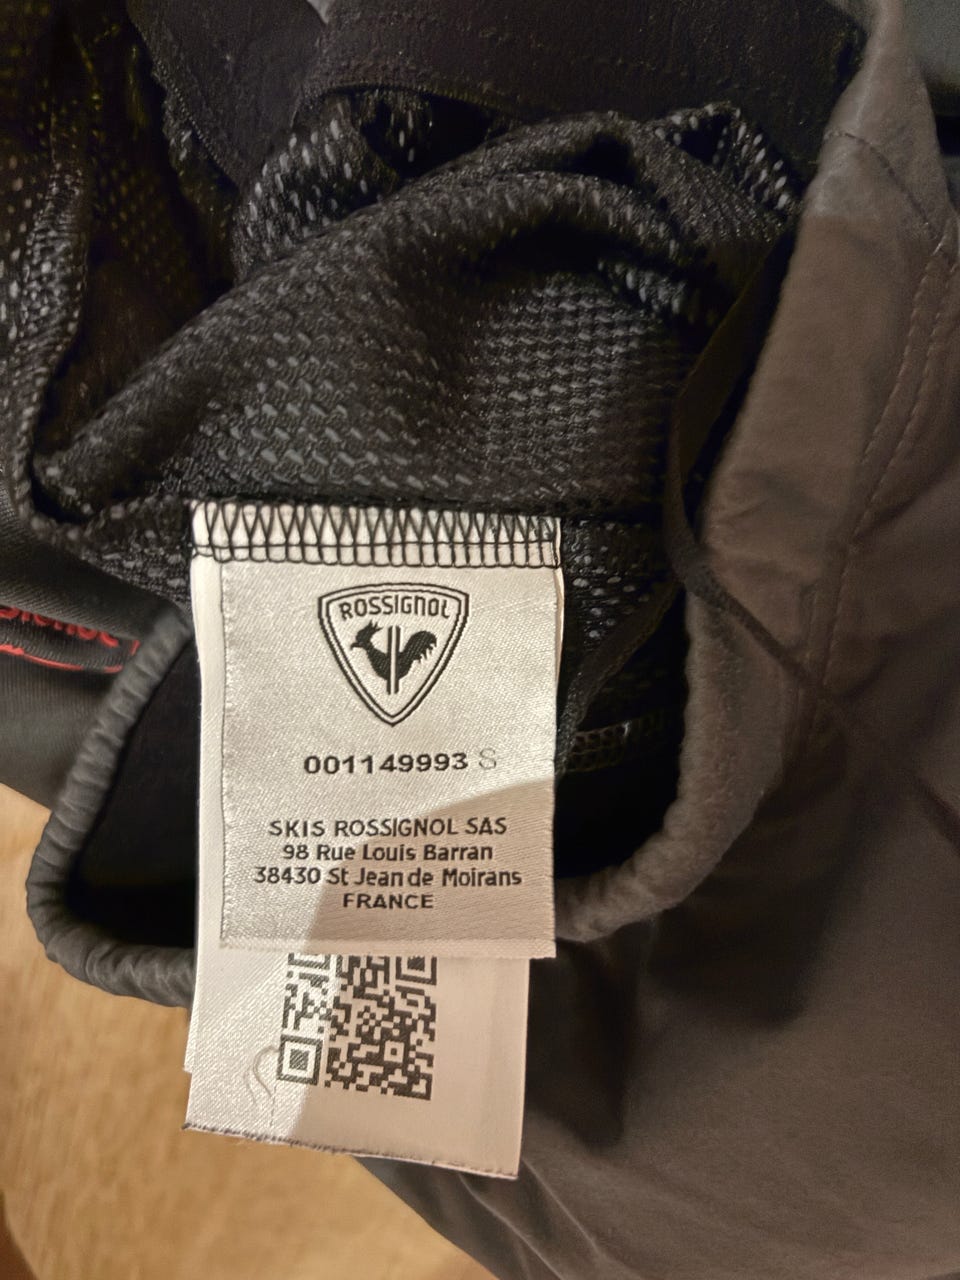 ROSSIGNOL
001149993 S
SKIS ROSSIGNOL SAS
98 Rue Louis Barran
38430 St Jean de Moirans
FRANCE